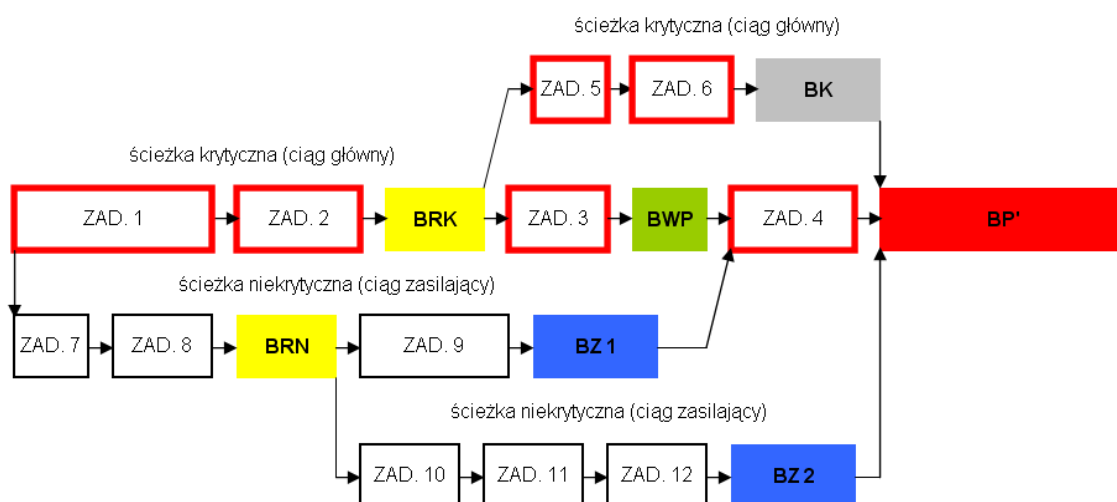 ścieżka krytyczna (ciąg główny)
ZAD. 5 ZAD. 6 BK
ścieżka krytyczna (ciąg główny)
ZAD. 1 ZAD. 2 BRK ZAD. 3 BWP ZAD. 4 BP'
ścieżka niekrytyczna (ciąg zasilający)
ZAD. 7 ZAD. 8 BRN ZAD. 9 BZ 1
ścieżka niekrytyczna (ciąg zasilający)
ZAD. 10 ZAD. 11 ZAD. 12 BZ 2